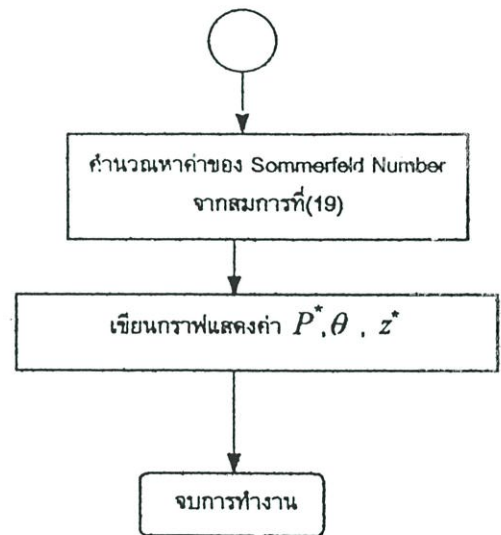 คำนวณหาค่าของ Sommerfeld Number
จากสมการที่(19)
เขียนกราฟแสดงค่า P*,θ , z*
จบการทำงาน